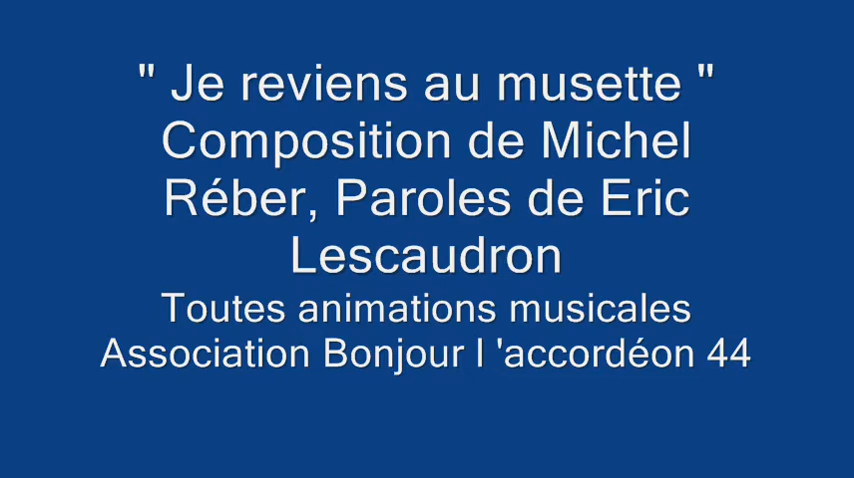 " Je reviens au musette "
Composition de Michel
Réber, Paroles de Eric
Lescaudron
Toutes animations musicales
Association Bonjour l 'accordéon 44